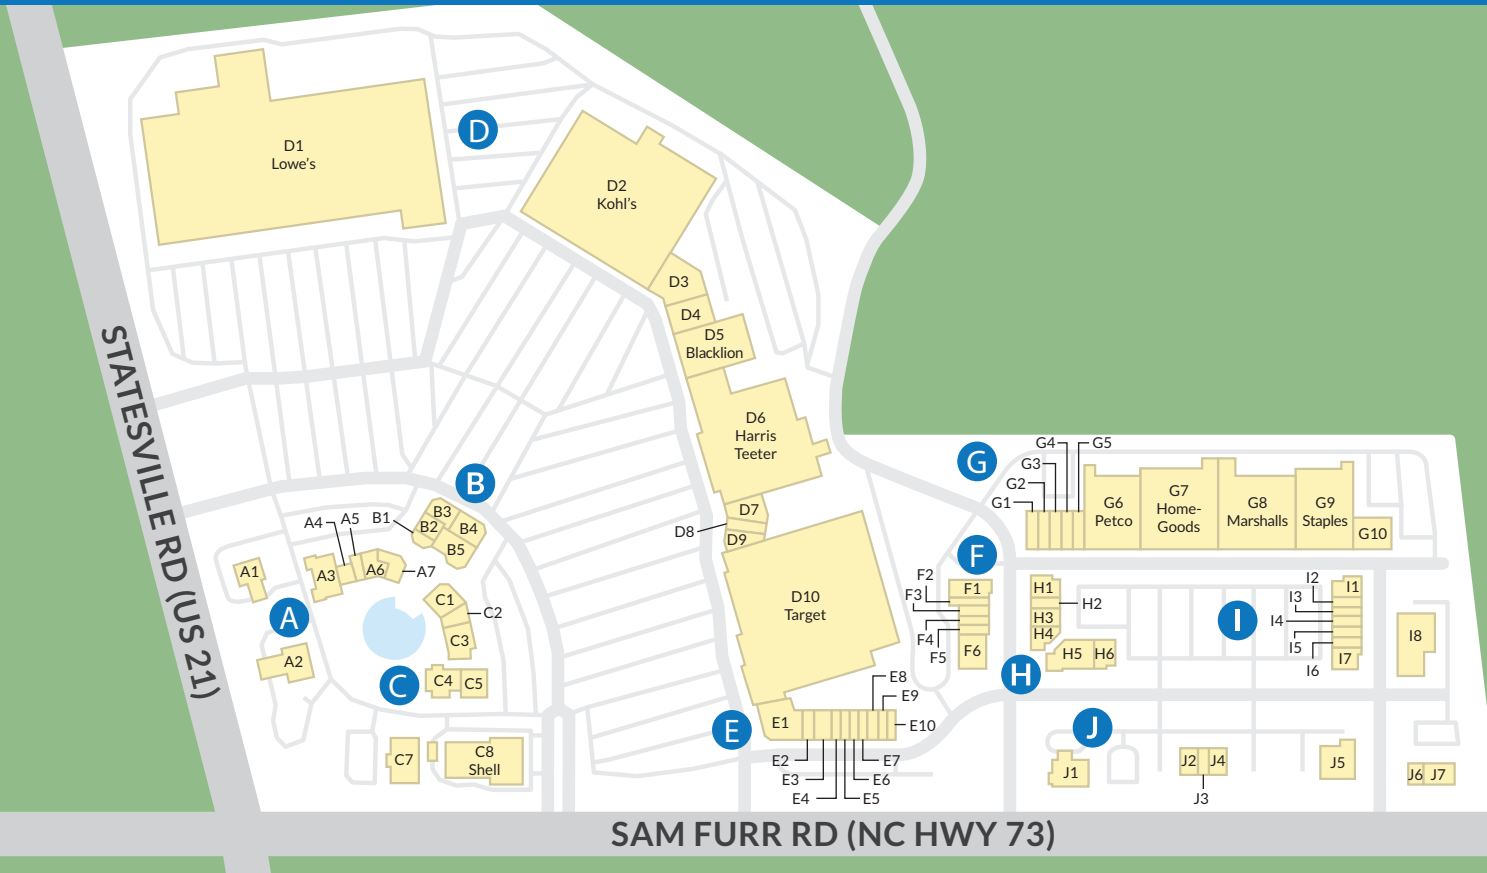 D
D1
Lowe's
D2
Kohl's
D3
D4
D5
Blacklion
D6
Harris
Teeter
D7
D8
D9
D10
Target
STATESVILLE RD (US 21)
B
B1
B3
B2
B4
B5
A4
A5
A1
A3
A6
A7
A
A2
C1
C2
C3
C
C4
C5
C7
C8
Shell
E
E1
E8
E9
E10
E2
E7
E3
E6
E4
E5
F
F2
F1
F3
F4
F5
F6
G
G4
G5
G3
G2
G1
G6
Petco
G7
Home-
Goods
G8
Marshalls
G9
Staples
G10
H1
H2
H3
H4
H5
H6
H
I
I2
I1
I3
I4
I5
I6
I7
I8
J
J1
J2
J4
J3
J5
J6
J7
SAM FURR RD (NC HWY 73)